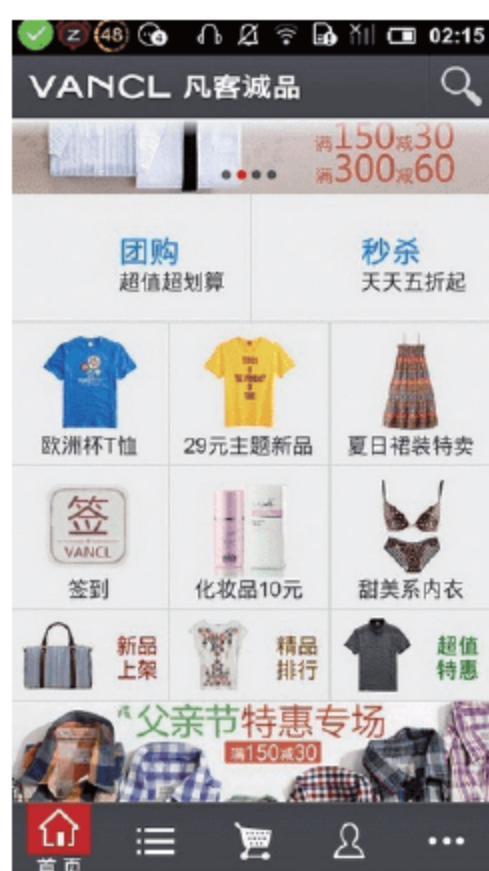 48 4 02:15
VANCL 凡客诚品
满150减30
满300减60
团购
超值超划算
秒杀
天天五折起
欧洲杯T恤
29元主题新品
夏日裙装特卖
签
VANCL
签到
化妆品10元
甜美系内衣
新品
上架
精品
排行
超值
特惠
父亲节特惠专场
满150减30
首页